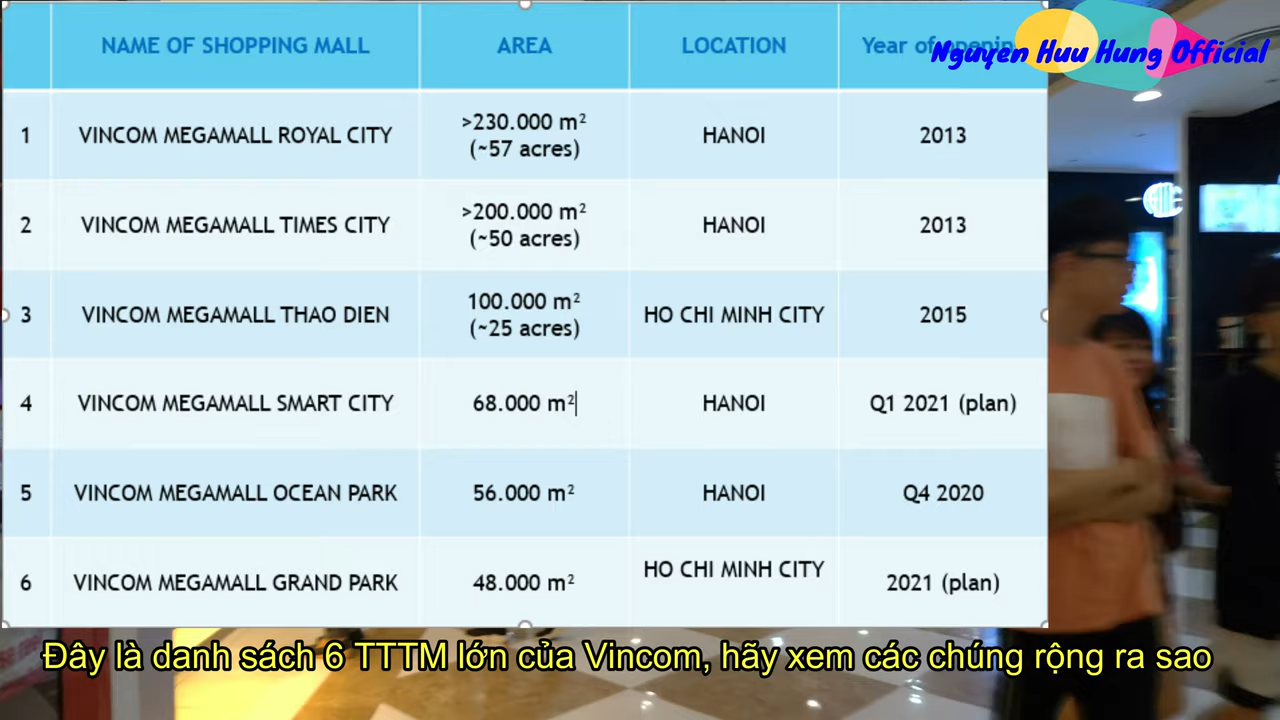 NAME OF SHOPPING MALL AREA LOCATION Year of opening
Nguyen Huu Hung Official
1 VINCOM MEGAMALL ROYAL CITY >230.000 m² (~57 acres) HANOI 2013
2 VINCOM MEGAMALL TIMES CITY >200.000 m² (~50 acres) HANOI 2013
3 VINCOM MEGAMALL THAO DIEN 100.000 m² (~25 acres) HO CHI MINH CITY 2015
4 VINCOM MEGAMALL SMART CITY 68.000 m² HANOI Q1 2021 (plan)
5 VINCOM MEGAMALL OCEAN PARK 56.000 m² HANOI Q4 2020
6 VINCOM MEGAMALL GRAND PARK 48.000 m² HO CHI MINH CITY 2021 (plan)
Đây là danh sách 6 TTTM lớn của Vincom, hãy xem các chúng rộng ra sao